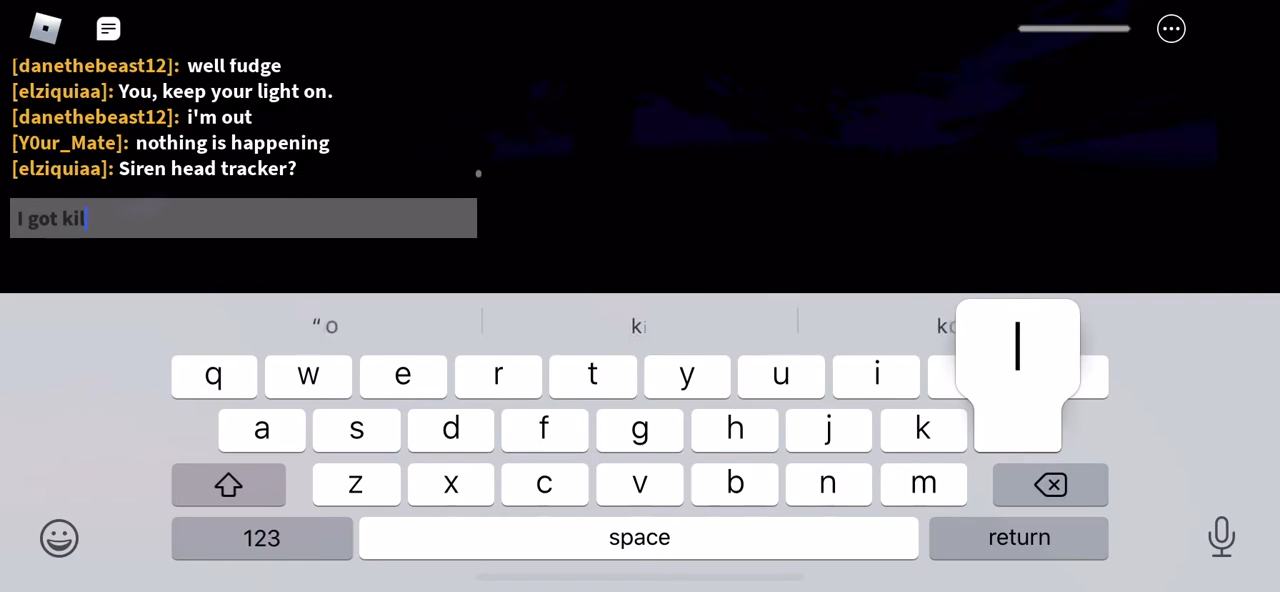 [danethebeast12]: well fudge
[elziquiaa]: You, keep your light on.
[danethebeast12]: i'm out
[Y0ur_Mate]: nothing is happening
[elziquiaa]: Siren head tracker?
I got kil
“o ki
q w e r t y u i
a s d f g h j k l
z x c v b n m
123 space return